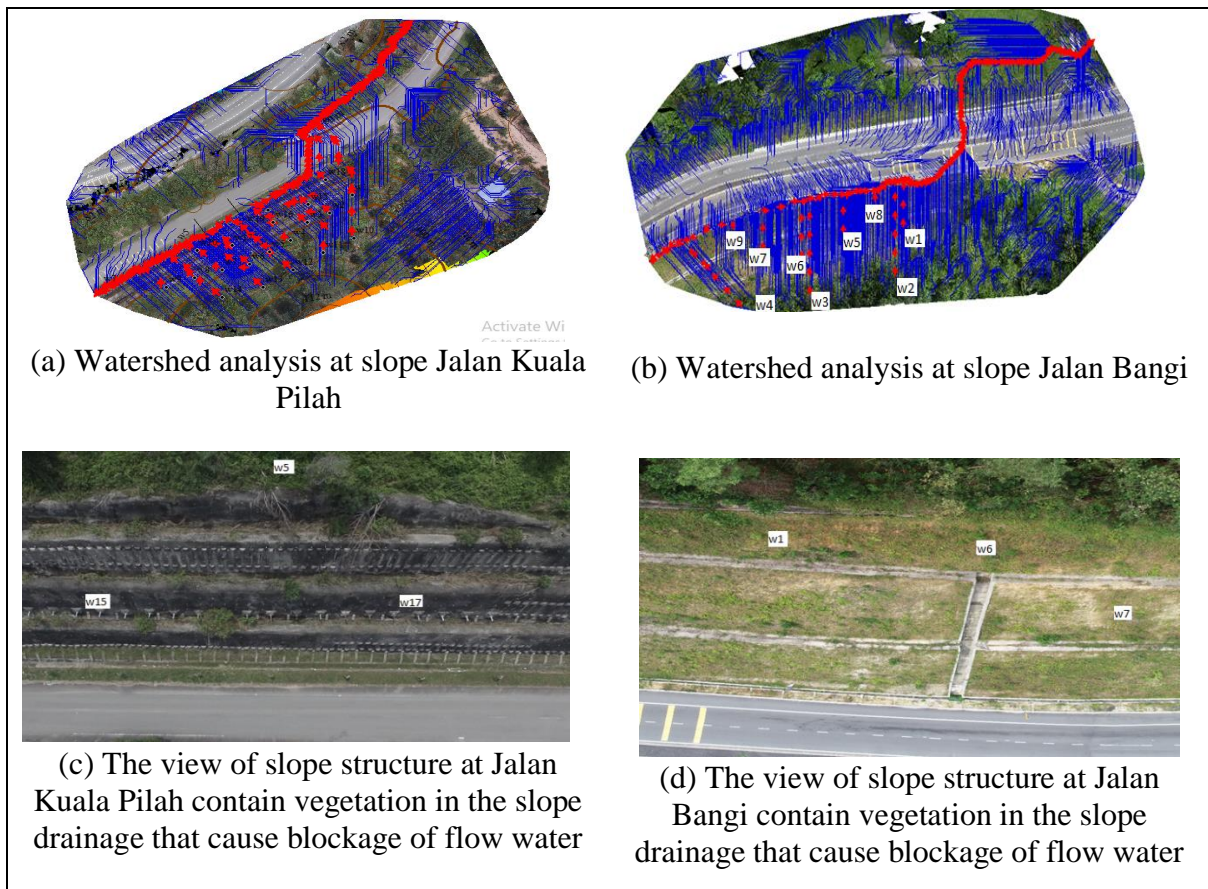 Activate Wi
(a) Watershed analysis at slope Jalan Kuala
Pilah
w8
w1
w9
w5
w7
w6
w2
w4
w3
(b) Watershed analysis at slope Jalan Bangi
w5
w15
w17
(c) The view of slope structure at Jalan
Kuala Pilah contain vegetation in the slope
drainage that cause blockage of flow water
w1
w6
w7
(d) The view of slope structure at Jalan
Bangi contain vegetation in the slope
drainage that cause blockage of flow water